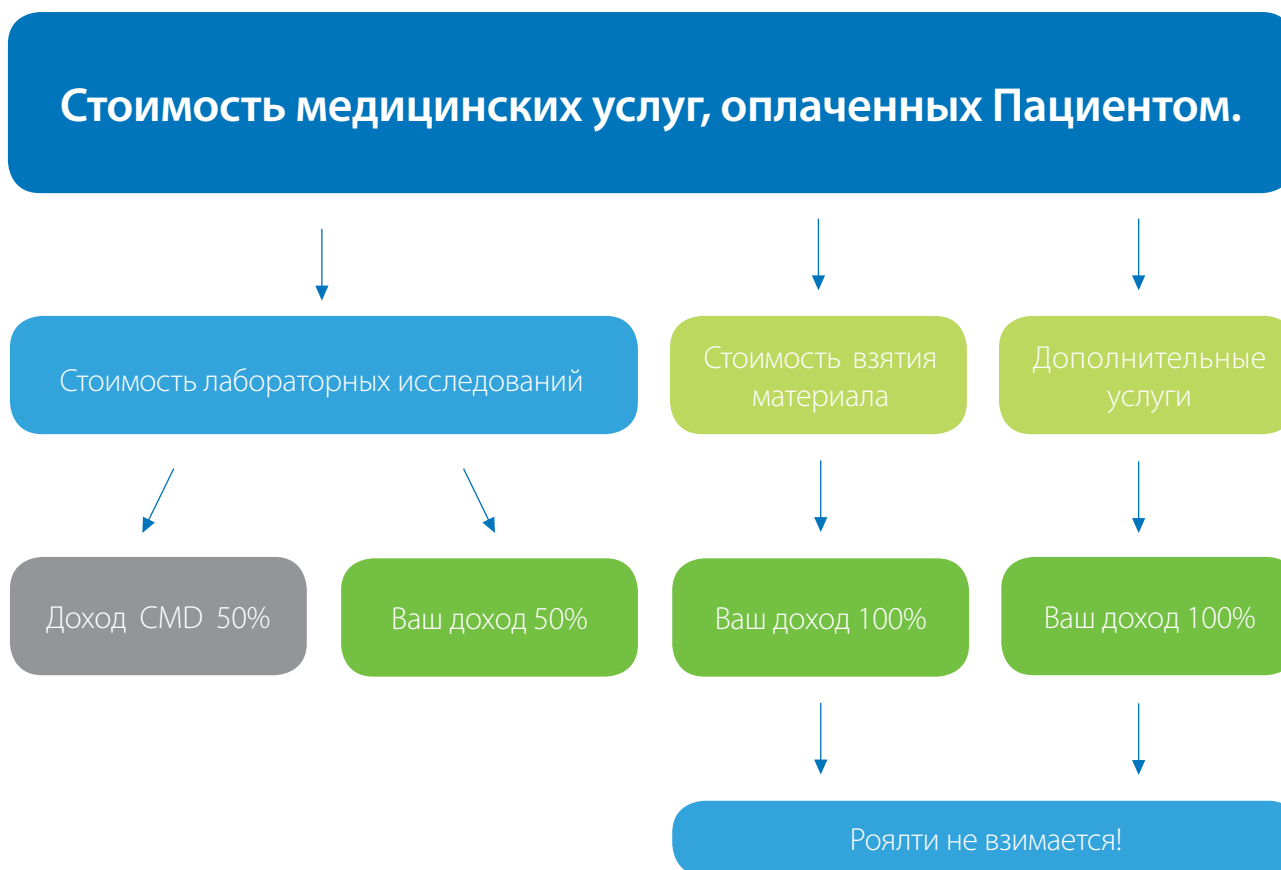 Стоимость медицинских услуг, оплаченных Пациентом.
Стоимость лабораторных исследований
Стоимость взятия
материала
Дополнительные
услуги
Доход CMD 50%
Ваш доход 50%
Ваш доход 100%
Ваш доход 100%
Роялти не взимается!